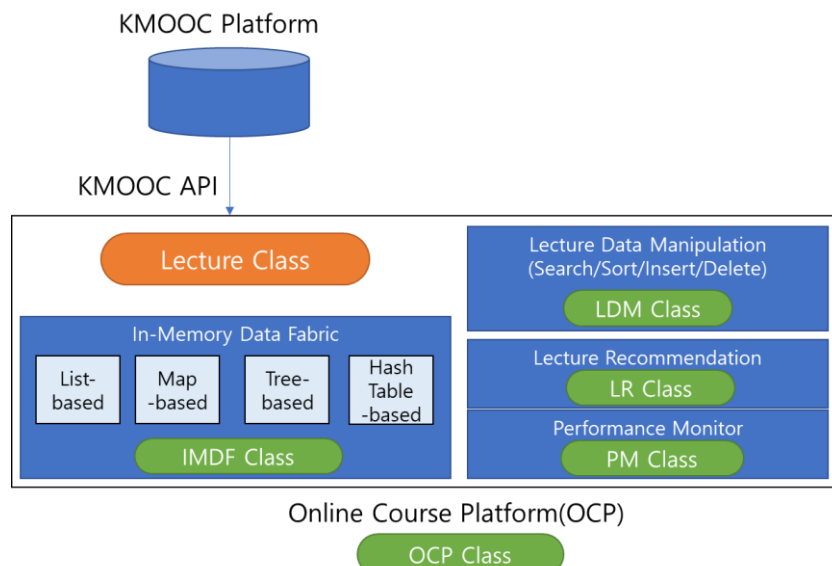 KMOOC Platform
KMOOC API
Lecture Class
In-Memory Data Fabric
List-
based
Map
-based
Tree-
based
Hash
Table
-based
IMDF Class
Lecture Data Manipulation
(Search/Sort/Insert/Delete)
LDM Class
Lecture Recommendation
LR Class
Performance Monitor
PM Class
Online Course Platform(OCP)
OCP Class